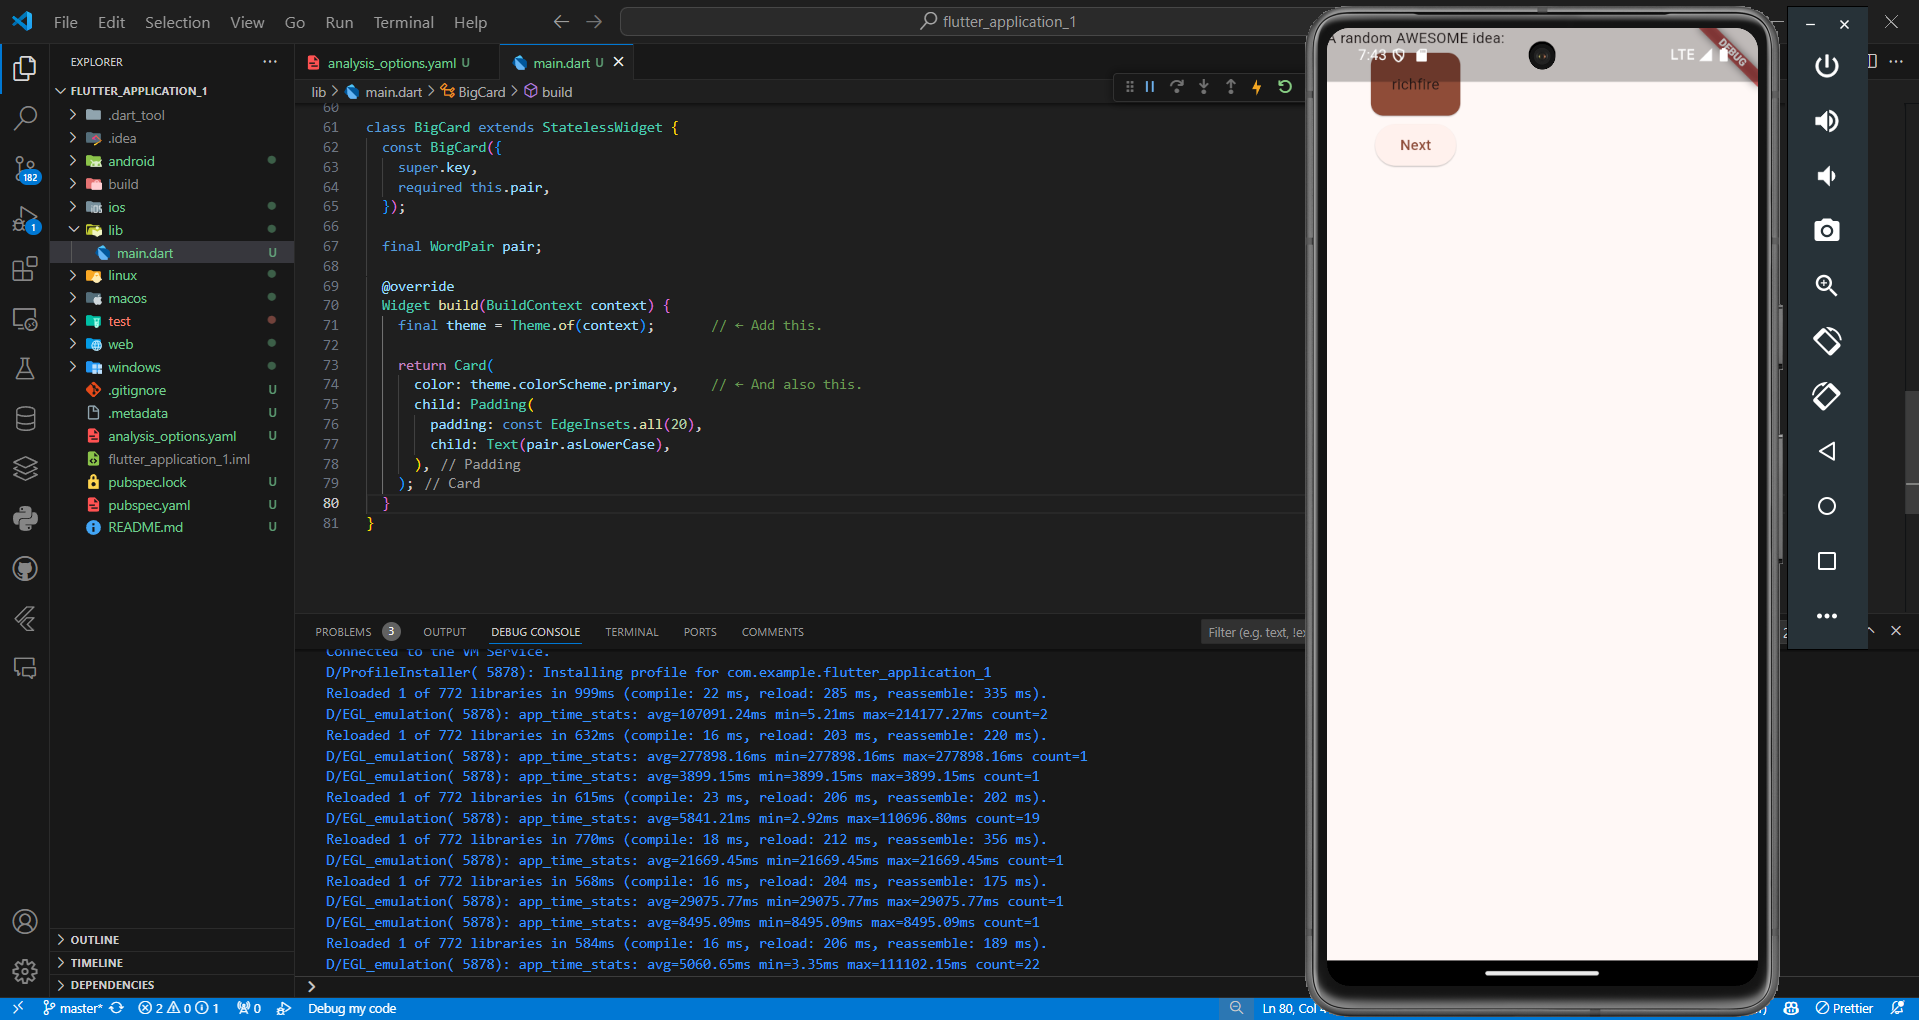 File Edit Selection View Go Run Terminal Help
flutter_application_1
EXPLORER
FLUTTER_APPLICATION_1
.dart_tool
.idea
android
build
ios
lib
main.dart U
linux
macos
test
web
windows
.gitignore U
.metadata U
analysis_options.yaml U
flutter_application_1.iml
pubspec.lock U
pubspec.yaml U
README.md U
OUTLINE
TIMELINE
DEPENDENCIES
182
1
analysis_options.yaml U
main.dart U
lib > main.dart > BigCard > build
60
61 class BigCard extends StatelessWidget {
62 const BigCard({
63 super.key,
64 required this.pair,
65 });
66
67 final WordPair pair;
68
69 @override
70 Widget build(BuildContext context) {
71 final theme = Theme.of(context); // ← Add this.
72
73 return Card(
74 color: theme.colorScheme.primary, // ← And also this.
75 child: Padding(
76 padding: const EdgeInsets.all(20),
77 child: Text(pair.asLowerCase),
78 ), // Padding
79 ); // Card
80 }
81 }
PROBLEMS 3 OUTPUT DEBUG CONSOLE TERMINAL PORTS COMMENTS
Filter (e.g. text, !ex
Connected to the VM Service.
D/ProfileInstaller( 5878): Installing profile for com.example.flutter_application_1
Reloaded 1 of 772 libraries in 999ms (compile: 22 ms, reload: 285 ms, reassemble: 335 ms).
D/EGL_emulation( 5878): app_time_stats: avg=107091.24ms min=5.21ms max=214177.27ms count=2
Reloaded 1 of 772 libraries in 632ms (compile: 16 ms, reload: 203 ms, reassemble: 220 ms).
D/EGL_emulation( 5878): app_time_stats: avg=277898.16ms min=277898.16ms max=277898.16ms count=1
D/EGL_emulation( 5878): app_time_stats: avg=3899.15ms min=3899.15ms max=3899.15ms count=1
Reloaded 1 of 772 libraries in 615ms (compile: 23 ms, reload: 206 ms, reassemble: 202 ms).
D/EGL_emulation( 5878): app_time_stats: avg=5841.21ms min=2.92ms max=110696.80ms count=19
Reloaded 1 of 772 libraries in 770ms (compile: 18 ms, reload: 212 ms, reassemble: 356 ms).
D/EGL_emulation( 5878): app_time_stats: avg=21669.45ms min=21669.45ms max=21669.45ms count=1
Reloaded 1 of 772 libraries in 568ms (compile: 16 ms, reload: 204 ms, reassemble: 175 ms).
D/EGL_emulation( 5878): app_time_stats: avg=29075.77ms min=29075.77ms max=29075.77ms count=1
D/EGL_emulation( 5878): app_time_stats: avg=8495.09ms min=8495.09ms max=8495.09ms count=1
Reloaded 1 of 772 libraries in 584ms (compile: 16 ms, reload: 206 ms, reassemble: 189 ms).
D/EGL_emulation( 5878): app_time_stats: avg=5060.65ms min=3.35ms max=111102.15ms count=22
A random AWESOME idea:
7:43
LTE
DEBUG
richfire
Next
master* 2 0 1 0 Debug my code
Ln 80, Col
Prettier